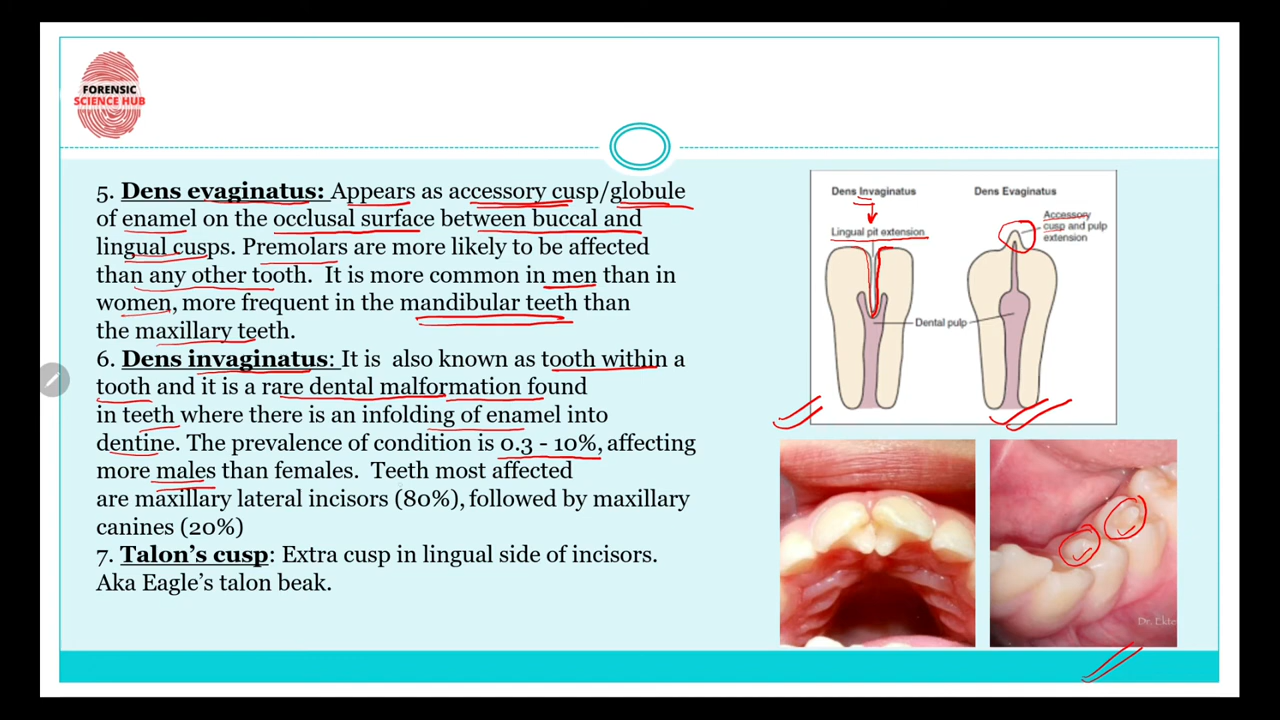 FORENSIC
SCIENCE HUB
5. Dens evaginatus: Appears as accessory cusp/globule
of enamel on the occlusal surface between buccal and
lingual cusps. Premolars are more likely to be affected
than any other tooth. It is more common in men than in
women, more frequent in the mandibular teeth than
the maxillary teeth.
6. Dens invaginatus: It is also known as tooth within a
tooth and it is a rare dental malformation found
in teeth where there is an infolding of enamel into
dentine. The prevalence of condition is 0.3 - 10%, affecting
more males than females. Teeth most affected
are maxillary lateral incisors (80%), followed by maxillary
canines (20%)
7. Talon's cusp: Extra cusp in lingual side of incisors.
Aka Eagle's talon beak.
Dens Invaginatus
Lingual pit extension
Dens Evaginatus
Accessory
cusp and pulp
extension
Dental pulp
Dr. Ekte